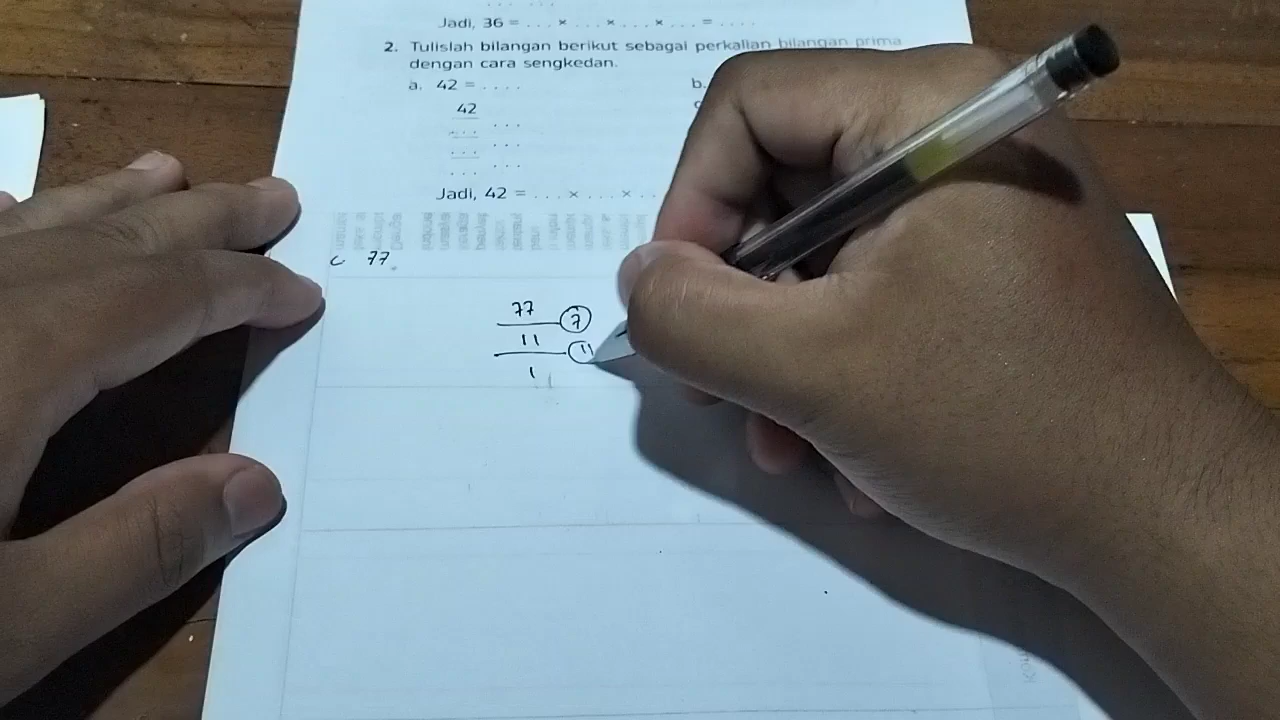 Jadi, 36 = . . . × . . . × . . . × . . . = . . . .
2. Tulislah bilangan berikut sebagai perkalian bilangan prima
dengan cara sengkedan.
a. 42 = . . . .
b.
42
. . . . . .
. . . . . .
. . . . . .
Jadi, 42 = . . . × . . . × . .
c 77
77 7
11 11
1